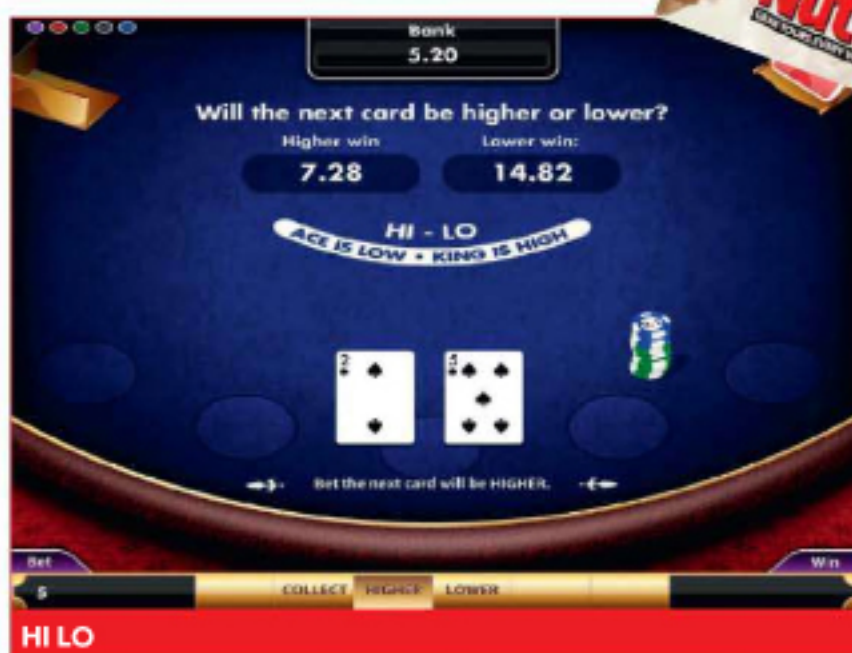 Bank
5.20
Will the next card be higher or lower?
Higher win
Lower win:
7.28
14.82
HI - LO
ACE IS LOW • KING IS HIGH
2
5
Bet the next card will be HIGHER.
Bet
Win
5
COLLECT HIGHER LOWER
HI LO